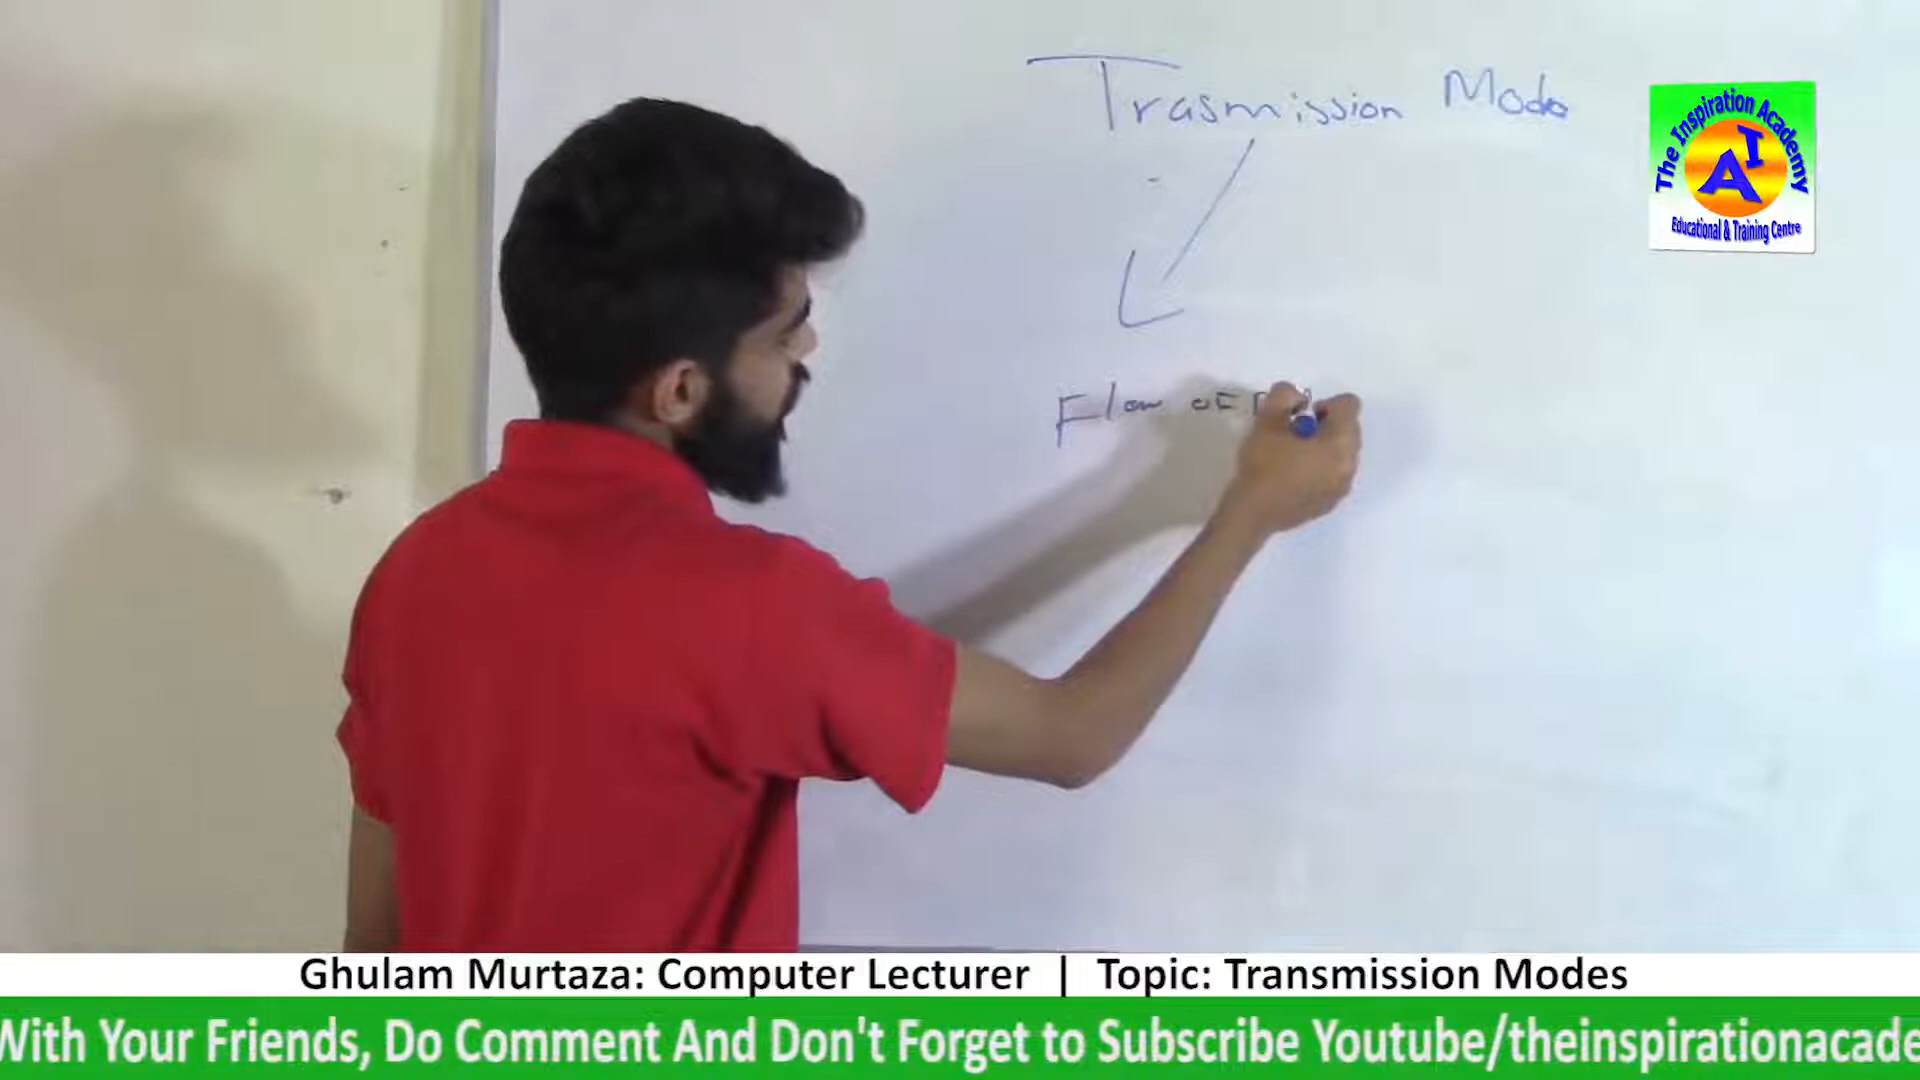 Trasmission Mode
The Inspiration Academy
AI
Educational & Training Centre
Flow OF
Ghulam Murtaza: Computer Lecturer | Topic: Transmission Modes
With Your Friends, Do Comment And Don't Forget to Subscribe Youtube/theinspirationacade